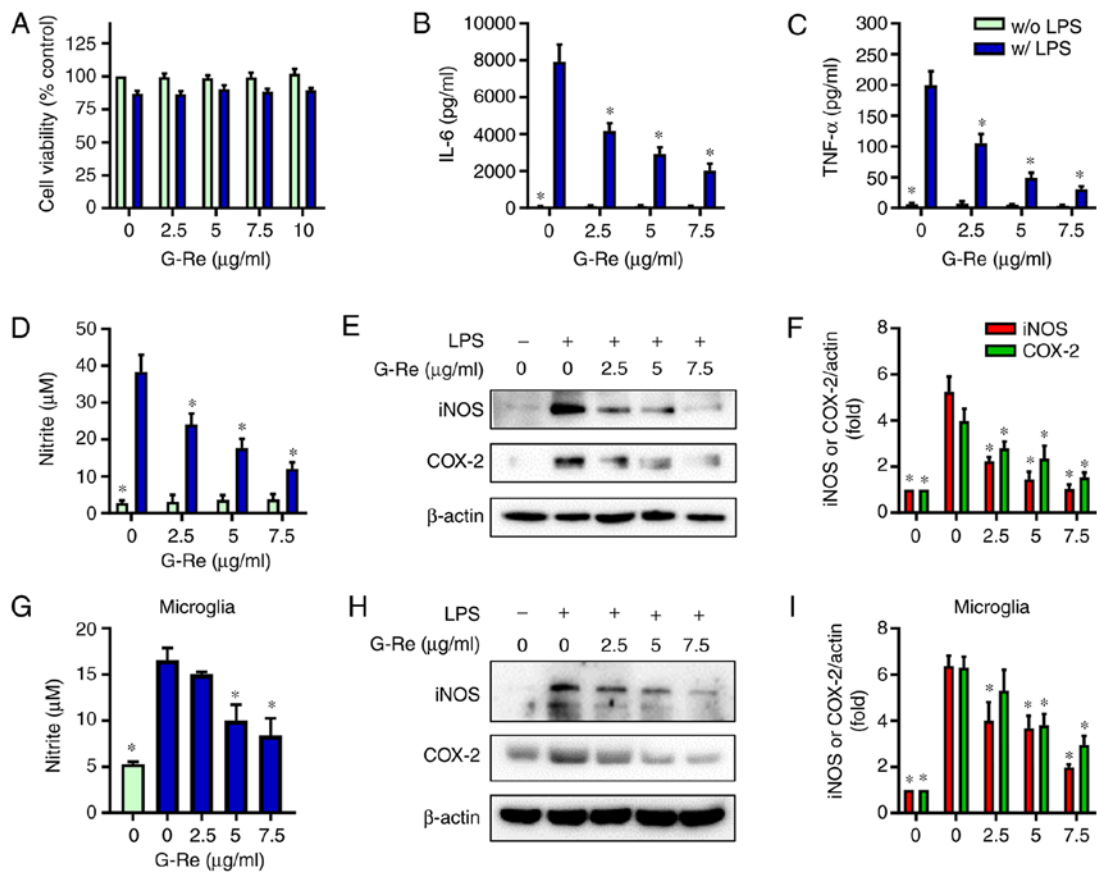 A
Cell viability (% control)
125
100
75
50
25
0
0 2.5 5 7.5 10
G-Re (μg/ml)
B
IL-6 (pg/ml)
10000
8000
6000
4000
2000
0
* * * *
0 2.5 5 7.5
G-Re (μg/ml)
C
TNF-α (pg/ml)
300
250
200
150
100
50
0
w/o LPS
w/ LPS
* * * *
0 2.5 5 7.5
G-Re (μg/ml)
D
Nitrite (μM)
50
40
30
20
10
0
* * * *
0 2.5 5 7.5
G-Re (μg/ml)
E
LPS − + + + +
G-Re (μg/ml) 0 0 2.5 5 7.5
iNOS
COX-2
β-actin
F
iNOS or COX-2/actin
(fold)
8
6
4
2
0
iNOS
COX-2
* * * * * * * *
0 0 2.5 5 7.5
G
Microglia
Nitrite (μM)
20
15
10
5
0
* * *
0 0 2.5 5 7.5
G-Re (μg/ml)
H
LPS − + + + +
G-Re (μg/ml) 0 0 2.5 5 7.5
iNOS
COX-2
β-actin
I
Microglia
iNOS or COX-2/actin
(fold)
8
6
4
2
0
* * * * * * *
0 0 2.5 5 7.5